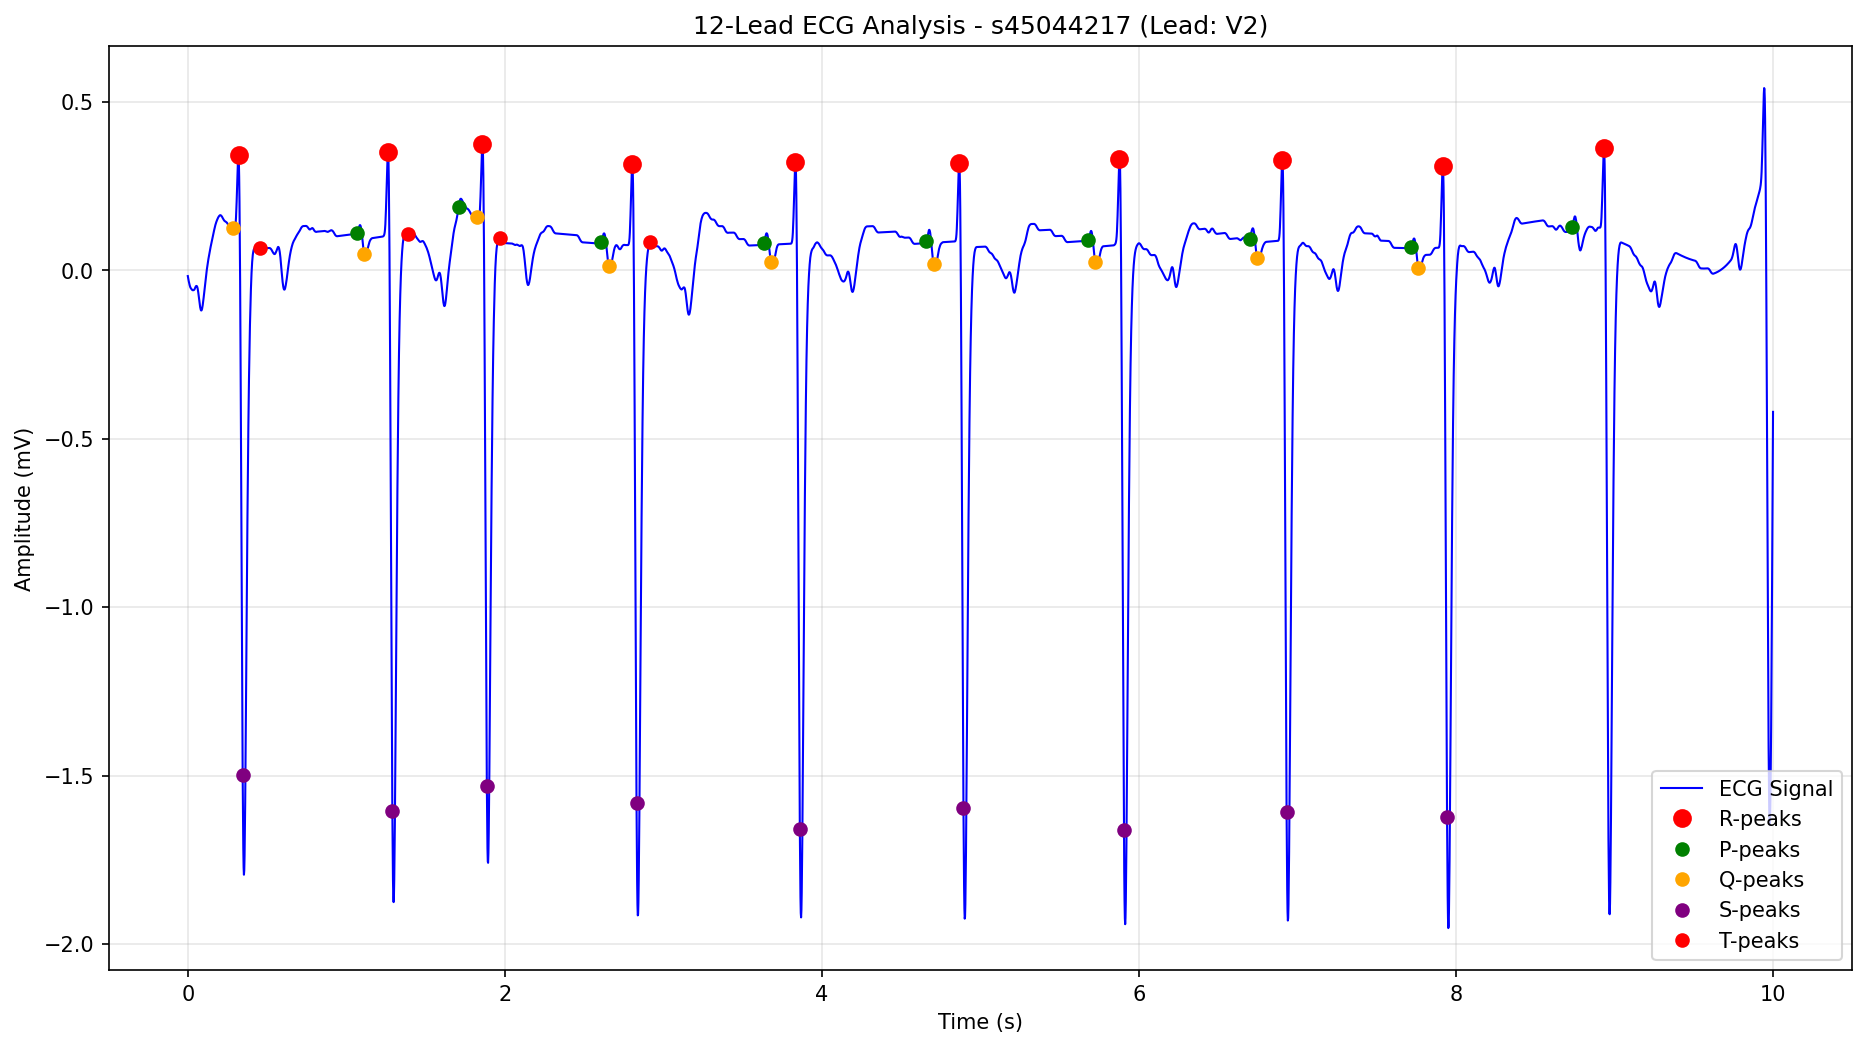 12-Lead ECG Analysis - s45044217 (Lead: V2)
Amplitude (mV)
0.5
0.0
−0.5
−1.0
−1.5
−2.0
ECG Signal
R-peaks
P-peaks
Q-peaks
S-peaks
T-peaks
0 2 4 6 8 10
Time (s)